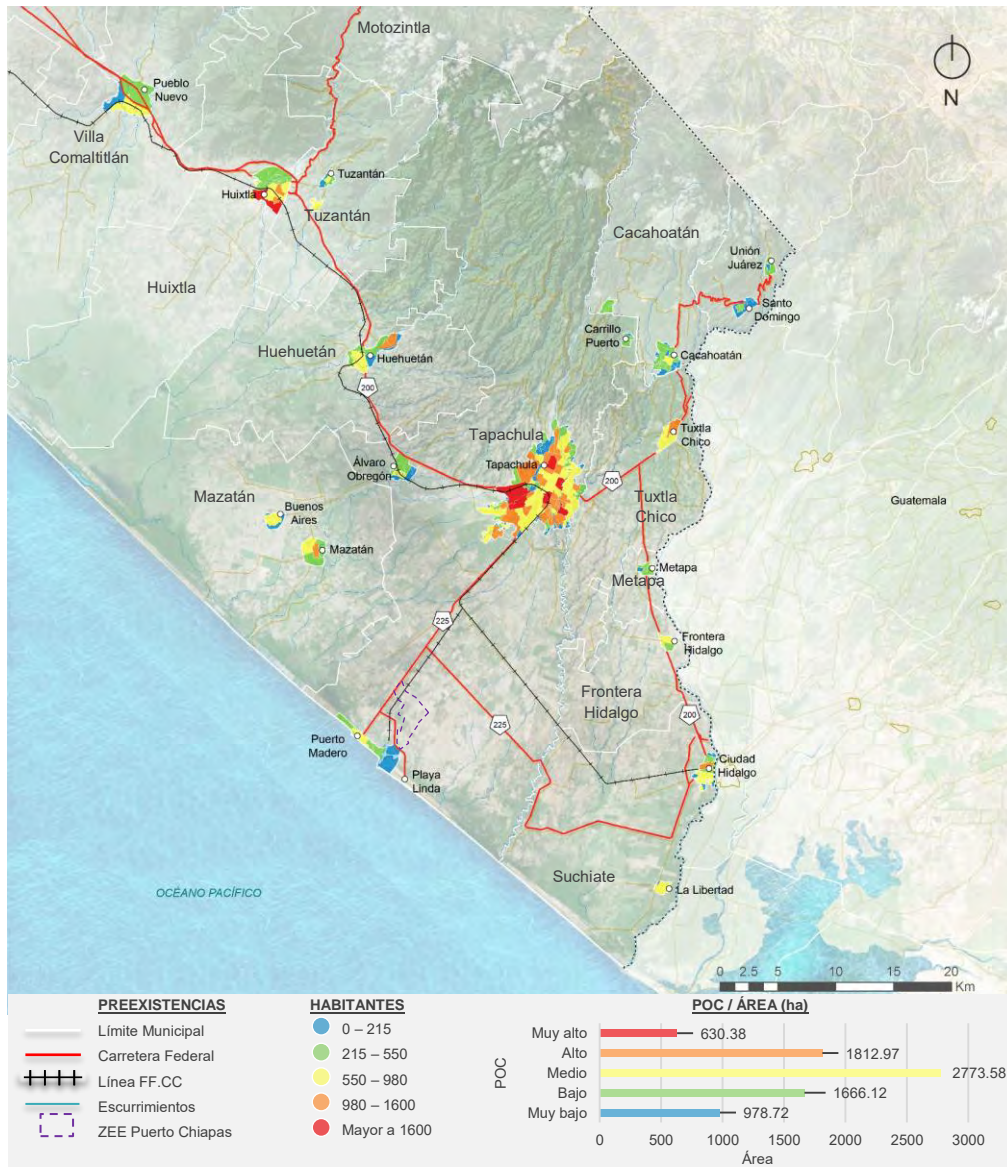 Motozintla
N
Pueblo
Nuevo
Villa
Comaltitlán
Tuzantán
Huixtla
Tuzantán
Cacahoatán
Unión
Juárez
Huixtla
Santo
Domingo
Carrillo
Puerto
Huehuetán
Huehuetán
Cacahoatán
200
Tapachula
Tuxtla
Chico
Álvaro
Obregón
Tapachula
200
Mazatán
Tuxtla
Chico
Guatemala
Buenos
Aires
Mazatán
Metapa
Metapa
225
Frontera
Hidalgo
Frontera
Hidalgo
225
200
Puerto
Madero
Playa
Linda
Ciudad
Hidalgo
Suchiate
La Libertad
OCÉANO PACÍFICO
0 2.5 5 10 15 20
Km
PREEXISTENCIAS
Límite Municipal
Carretera Federal
Línea FF.CC
Escurrimientos
ZEE Puerto Chiapas
HABITANTES
0 – 215
215 – 550
550 – 980
980 – 1600
Mayor a 1600
POC / ÁREA (ha)
POC
Muy alto 630.38
Alto 1812.97
Medio 2773.58
Bajo 1666.12
Muy bajo 978.72
0 500 1000 1500 2000 2500 3000
Área